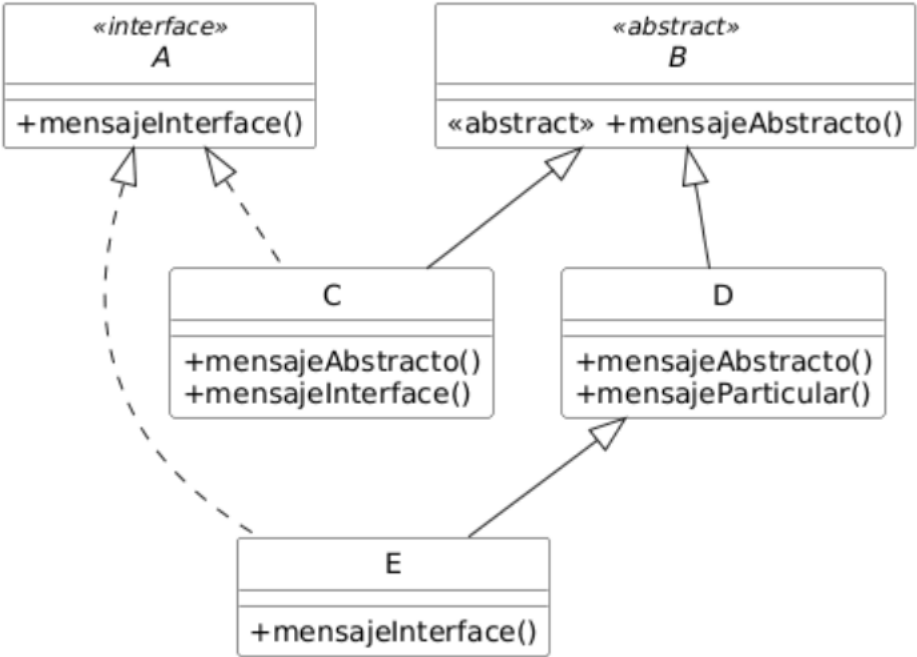 «interface»
A
+mensajeInterface()
«abstract»
B
«abstract» +mensajeAbstracto()
C
+mensajeAbstracto()
+mensajeInterface()
D
+mensajeAbstracto()
+mensajeParticular()
E
+mensajeInterface()